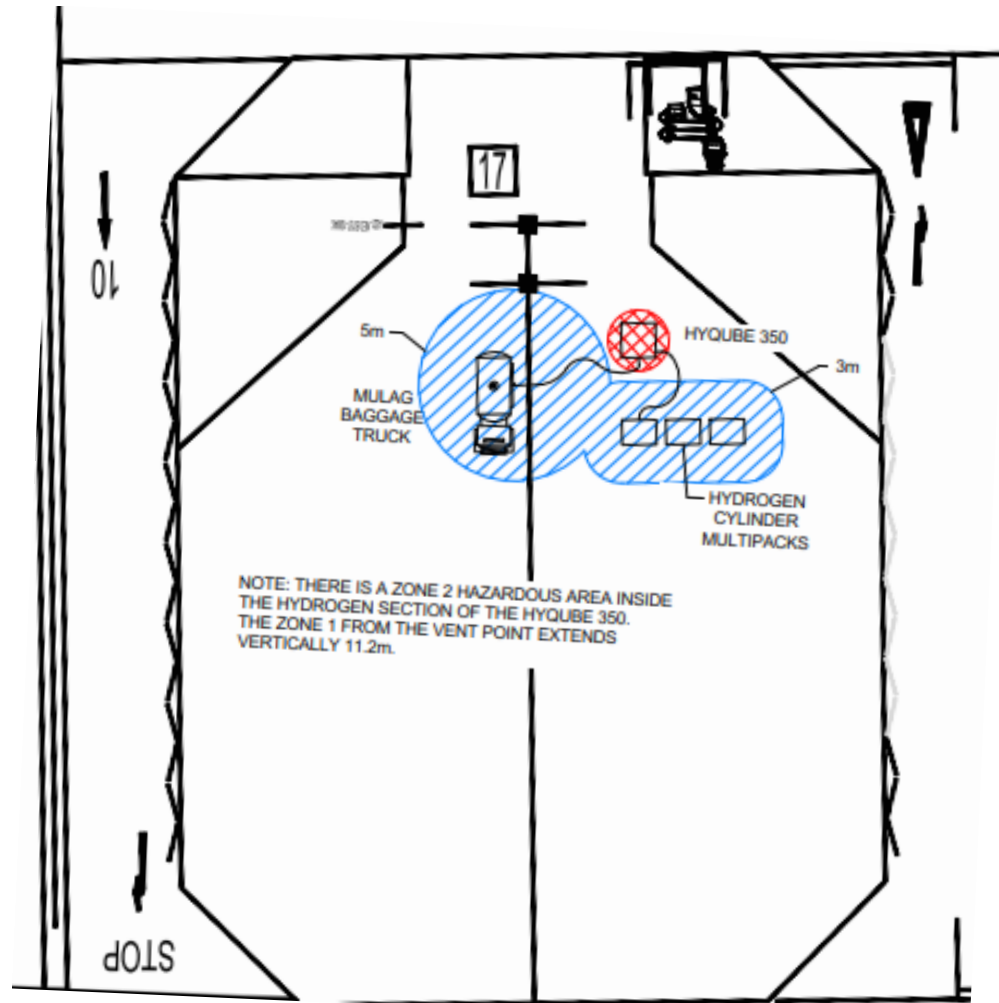 17
10
5m
HYQUBE 350
3m
MULAG
BAGGAGE
TRUCK
HYDROGEN
CYLINDER
MULTIPACKS
NOTE: THERE IS A ZONE 2 HAZARDOUS AREA INSIDE
THE HYDROGEN SECTION OF THE HYQUBE 350.
THE ZONE 1 FROM THE VENT POINT EXTENDS
VERTICALLY 11.2m.
STOP